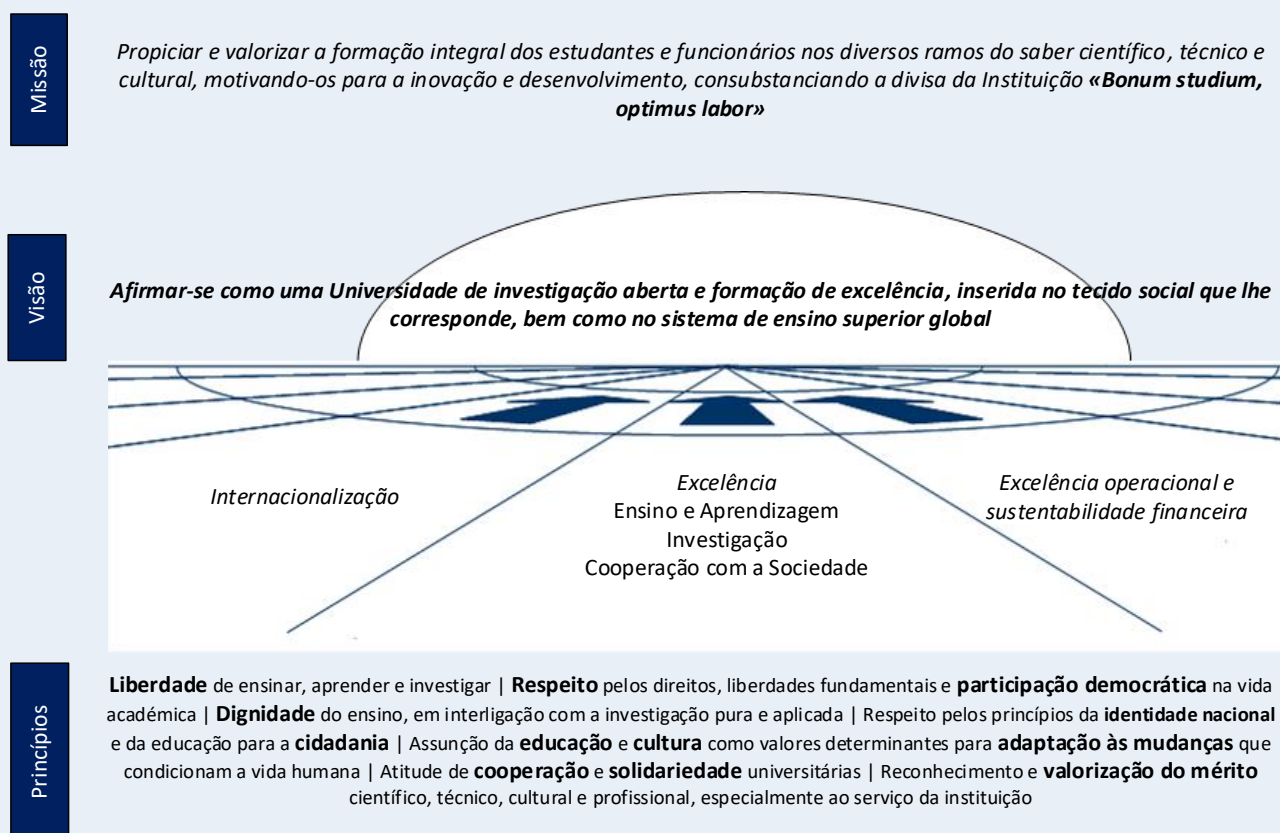 Missão
Propiciar e valorizar a formação integral dos estudantes e funcionários nos diversos ramos do saber científico, técnico e
cultural, motivando-os para a inovação e desenvolvimento, consubstanciando a divisa da Instituição «Bonum studium,
optimus labor»
Visão
Afirmar-se como uma Universidade de investigação aberta e formação de excelência, inserida no tecido social que lhe
corresponde, bem como no sistema de ensino superior global
Internacionalização
Excelência
Ensino e Aprendizagem
Investigação
Cooperação com a Sociedade
Excelência operacional e
sustentabilidade financeira
Princípios
Liberdade de ensinar, aprender e investigar | Respeito pelos direitos, liberdades fundamentais e participação democrática na vida
académica | Dignidade do ensino, em interligação com a investigação pura e aplicada | Respeito pelos princípios da identidade nacional
e da educação para a cidadania | Assunção da educação e cultura como valores determinantes para adaptação às mudanças que
condicionam a vida humana | Atitude de cooperação e solidariedade universitárias | Reconhecimento e valorização do mérito
científico, técnico, cultural e profissional, especialmente ao serviço da instituição